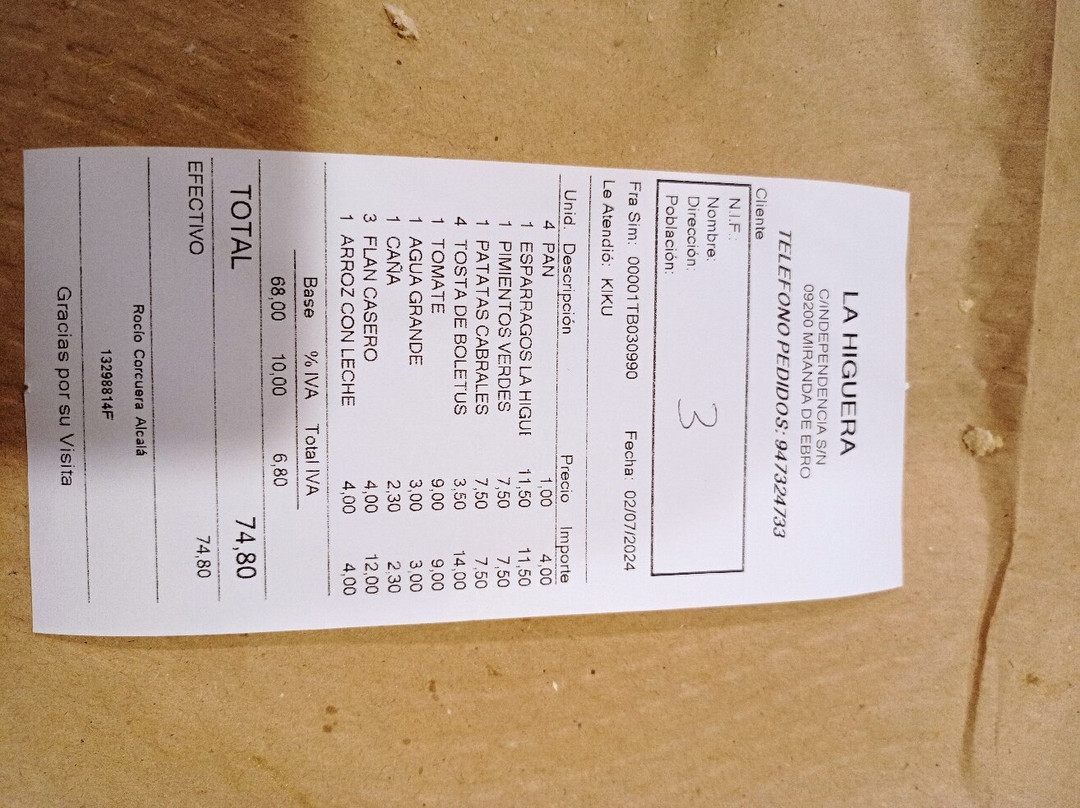 LA HIGUERA
C/INDEPENDENCIA S/N
09200 MIRANDA DE EBRO
TELEFONO PEDIDOS: 947324733
Cliente
N.I.F.:
Nombre:
Dirección:
Población:
3
Fra Sim: 00001TB030990 Fecha: 02/07/2024
Le Atendió: KIKU
Unid. Descripción Precio Importe
4 PAN 1,00 4,00
1 ESPARRAGOS LA HIGUE 11,50 11,50
1 PIMIENTOS VERDES 7,50 7,50
1 PATATAS CABRALES 7,50 7,50
4 TOSTA DE BOLETUS 3,50 14,00
1 TOMATE 9,00 9,00
1 AGUA GRANDE 3,00 3,00
1 CAÑA 2,30 2,30
3 FLAN CASERO 4,00 12,00
1 ARROZ CON LECHE 4,00 4,00
Base % IVA Total IVA
68,00 10,00 6,80
TOTAL 74,80
EFECTIVO 74,80
Rocío Corcuera Alcalá
13298814F
Gracias por su Visita